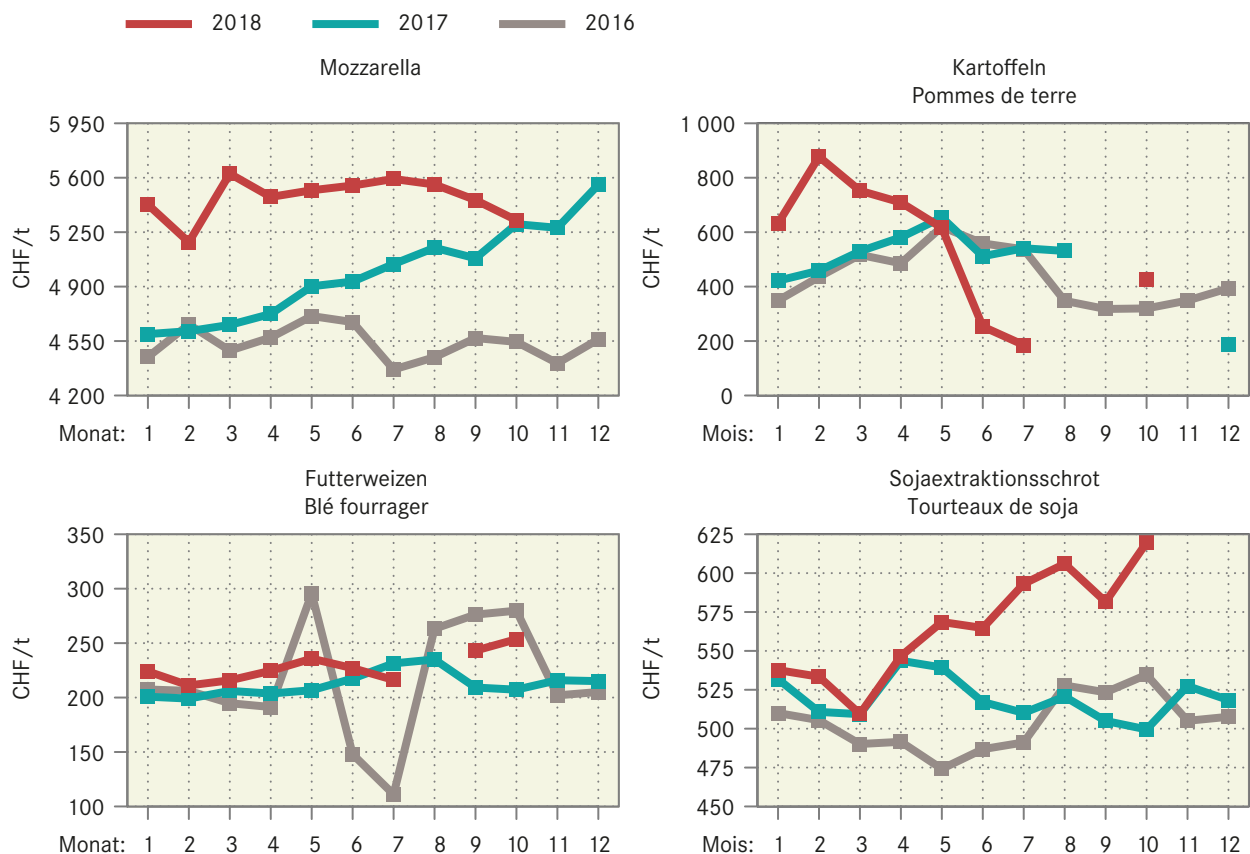 2018 2017 2016
Mozzarella
CHF/t
5 950
5 600
5 250
4 900
4 550
4 200
Monat: 1 2 3 4 5 6 7 8 9 10 11 12
Kartoffeln
Pommes de terre
CHF/t
1 000
800
600
400
200
0
Mois: 1 2 3 4 5 6 7 8 9 10 11 12
Futterweizen
Blé fourrager
CHF/t
350
300
250
200
150
100
Monat: 1 2 3 4 5 6 7 8 9 10 11 12
Sojaextraktionsschrot
Tourteaux de soja
CHF/t
625
600
575
550
525
500
475
450
Mois: 1 2 3 4 5 6 7 8 9 10 11 12